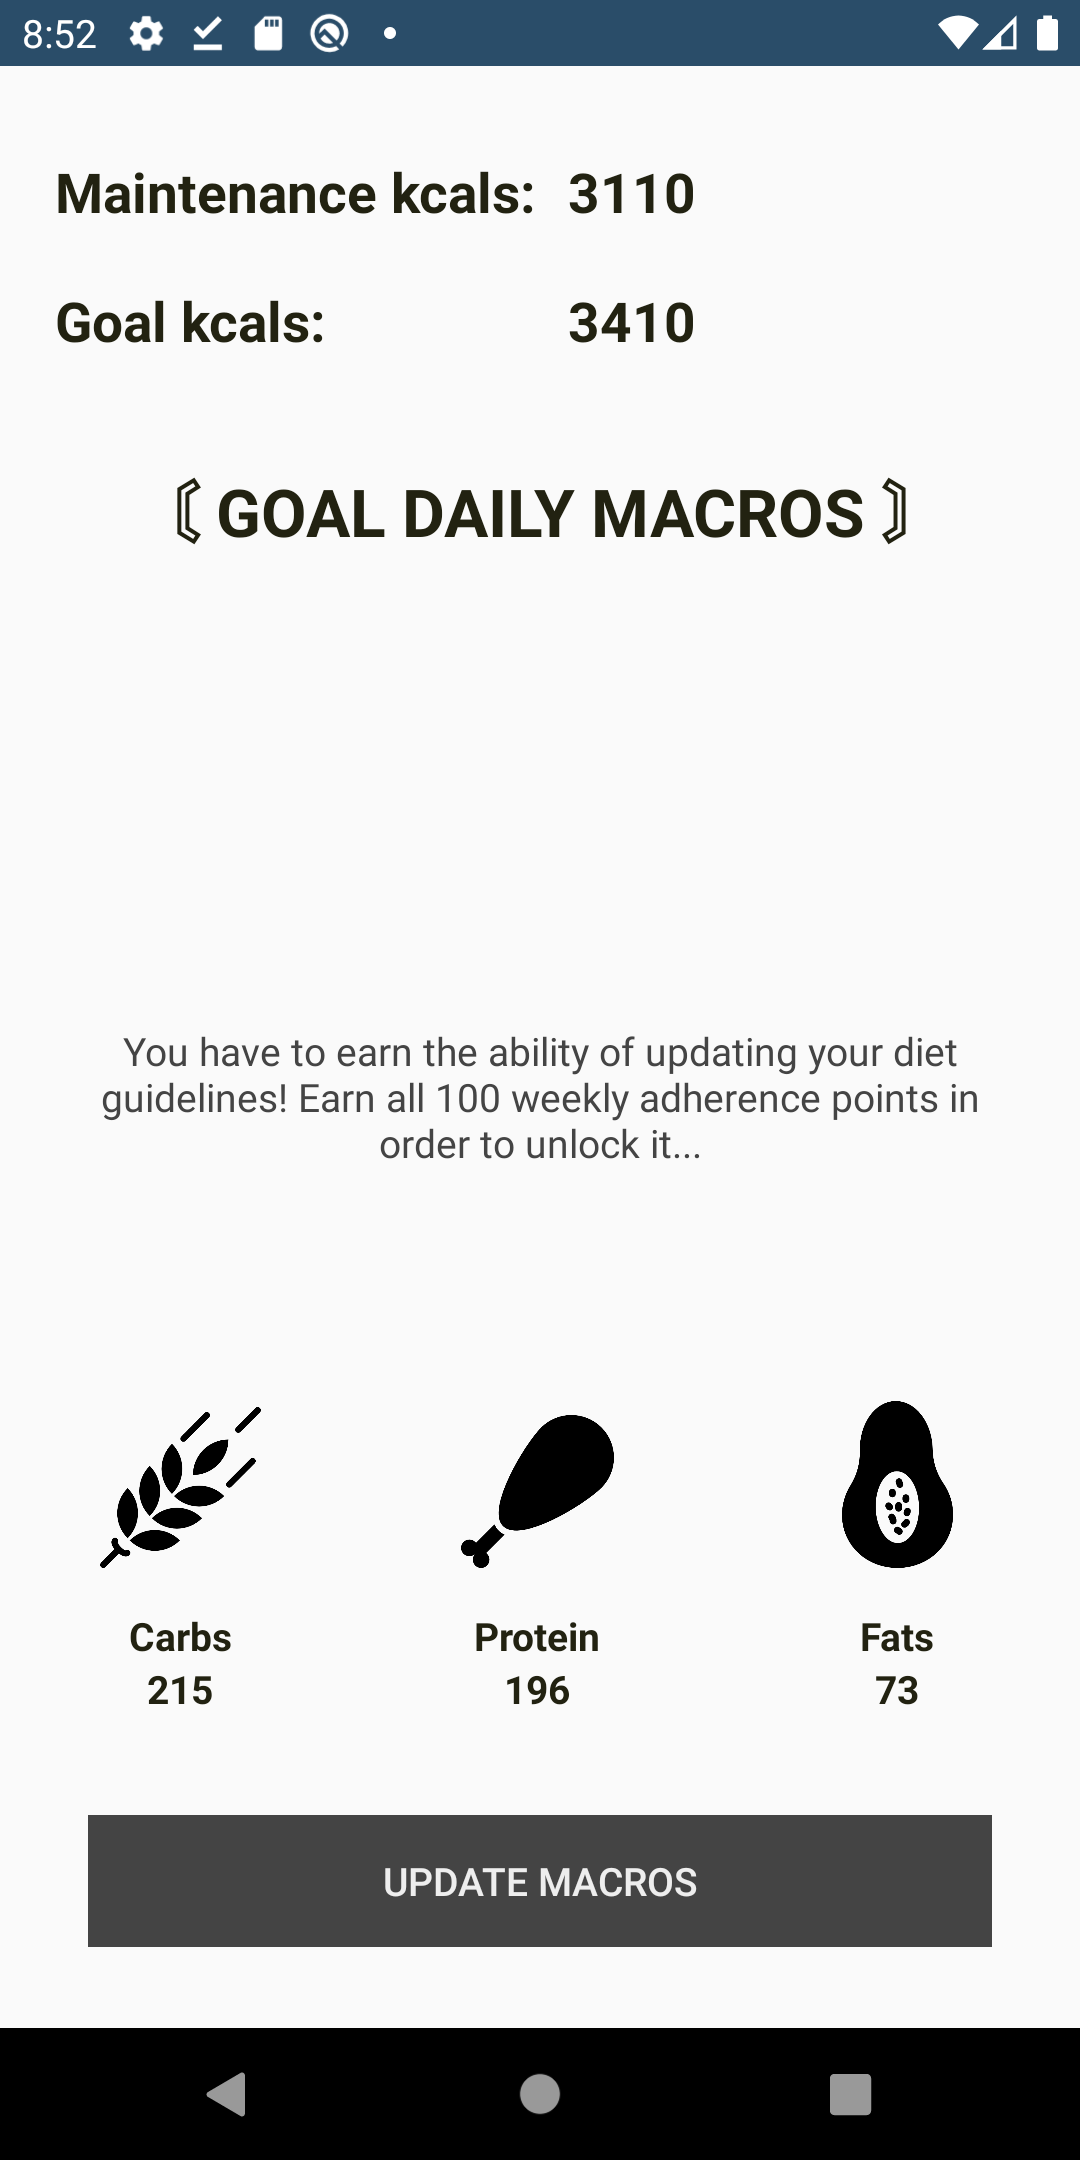 8:52
Maintenance kcals: 3110
Goal kcals: 3410
〘 GOAL DAILY MACROS 〙
You have to earn the ability of updating your diet
guidelines! Earn all 100 weekly adherence points in
order to unlock it...
Carbs Protein Fats
215 196 73
UPDATE MACROS